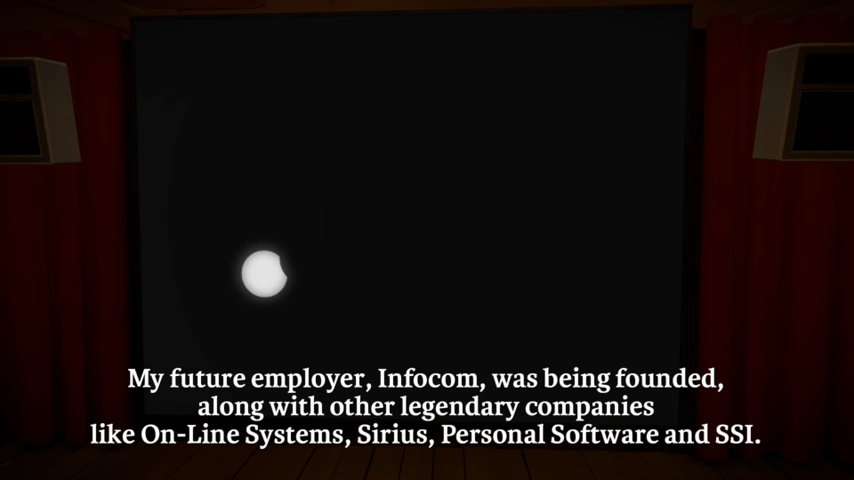 My future employer, Infocom, was being founded,
along with other legendary companies
like On-Line Systems, Sirius, Personal Software and SSI.